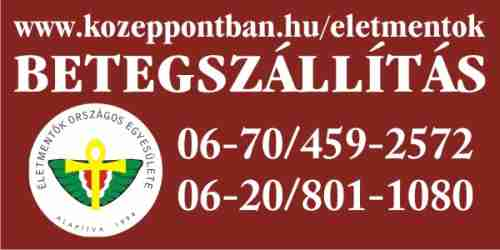 www.kozeppontban.hu/eletmentok
BETEGSZÁLLÍTÁS
ÉLETMENTŐK ORSZÁGOS EGYESÜLETE
ALAPÍTVA 1994
06-70/459-2572
06-20/801-1080